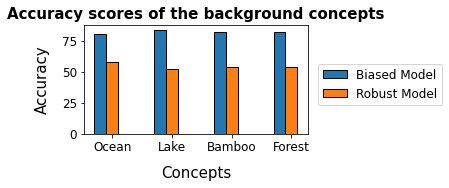 Accuracy scores of the background concepts
Accuracy
75
50
25
0
Ocean Lake Bamboo Forest
Concepts
Biased Model
Robust Model